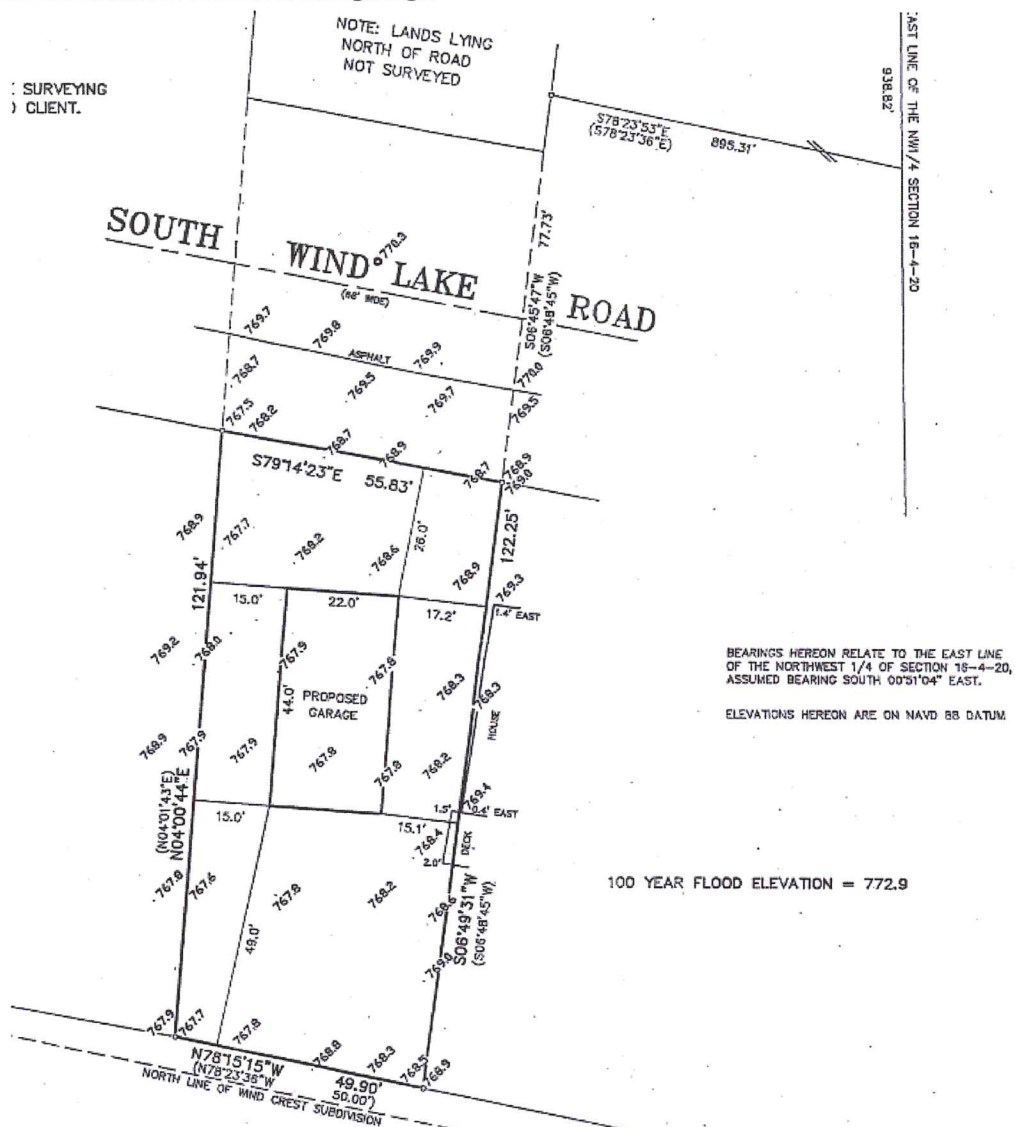 NOTE: LANDS LYING
NORTH OF ROAD
NOT SURVEYED
SURVEYING
CLIENT.
AST LINE OF THE NW1/4 SECTION 16-4-20
938.82'
S78°23'53"E
(S78°23'36"E)
895.31'
SOUTH WIND LAKE ROAD
770.3
77.73'
S06°45'47"W
(S06°48'45"W)
769.7
769.8
769.9
ASPHALT
770.0
768.7
769.5
769.7
769.5
767.5
768.2
768.7
768.9
768.7
768.9
769.0
S79°14'23"E 55.83'
768.9
767.7
768.2
768.6
26.0'
768.9
122.25'
121.94'
769.3
15.0'
22.0'
17.2'
1.4' EAST
769.2
768.0
767.9
767.8
768.3
768.3
44.0'
PROPOSED
GARAGE
HOUSE
BEARINGS HEREON RELATE TO THE EAST LINE
OF THE NORTHWEST 1/4 OF SECTION 16-4-20,
ASSUMED BEARING SOUTH 00°51'04" EAST.
ELEVATIONS HEREON ARE ON NAVD 88 DATUM
768.9
767.9
767.9
767.8
767.8
768.2
769.4
(N04°01'43"E)
N04°00'44"E
15.0'
15.1'
1.5'
0.4' EAST
768.4
DECK
2.0'
767.8
767.6
767.8
768.2
768.6
100 YEAR FLOOD ELEVATION = 772.9
S06°49'31"W
(S06°48'45"W)
49.0'
769.0
767.9
767.7
767.8
768.8
768.3
768.5
768.9
N78°15'15"W 49.90'
(N78°23'36"W 50.00')
NORTH LINE OF WIND CREST SUBDIVISION